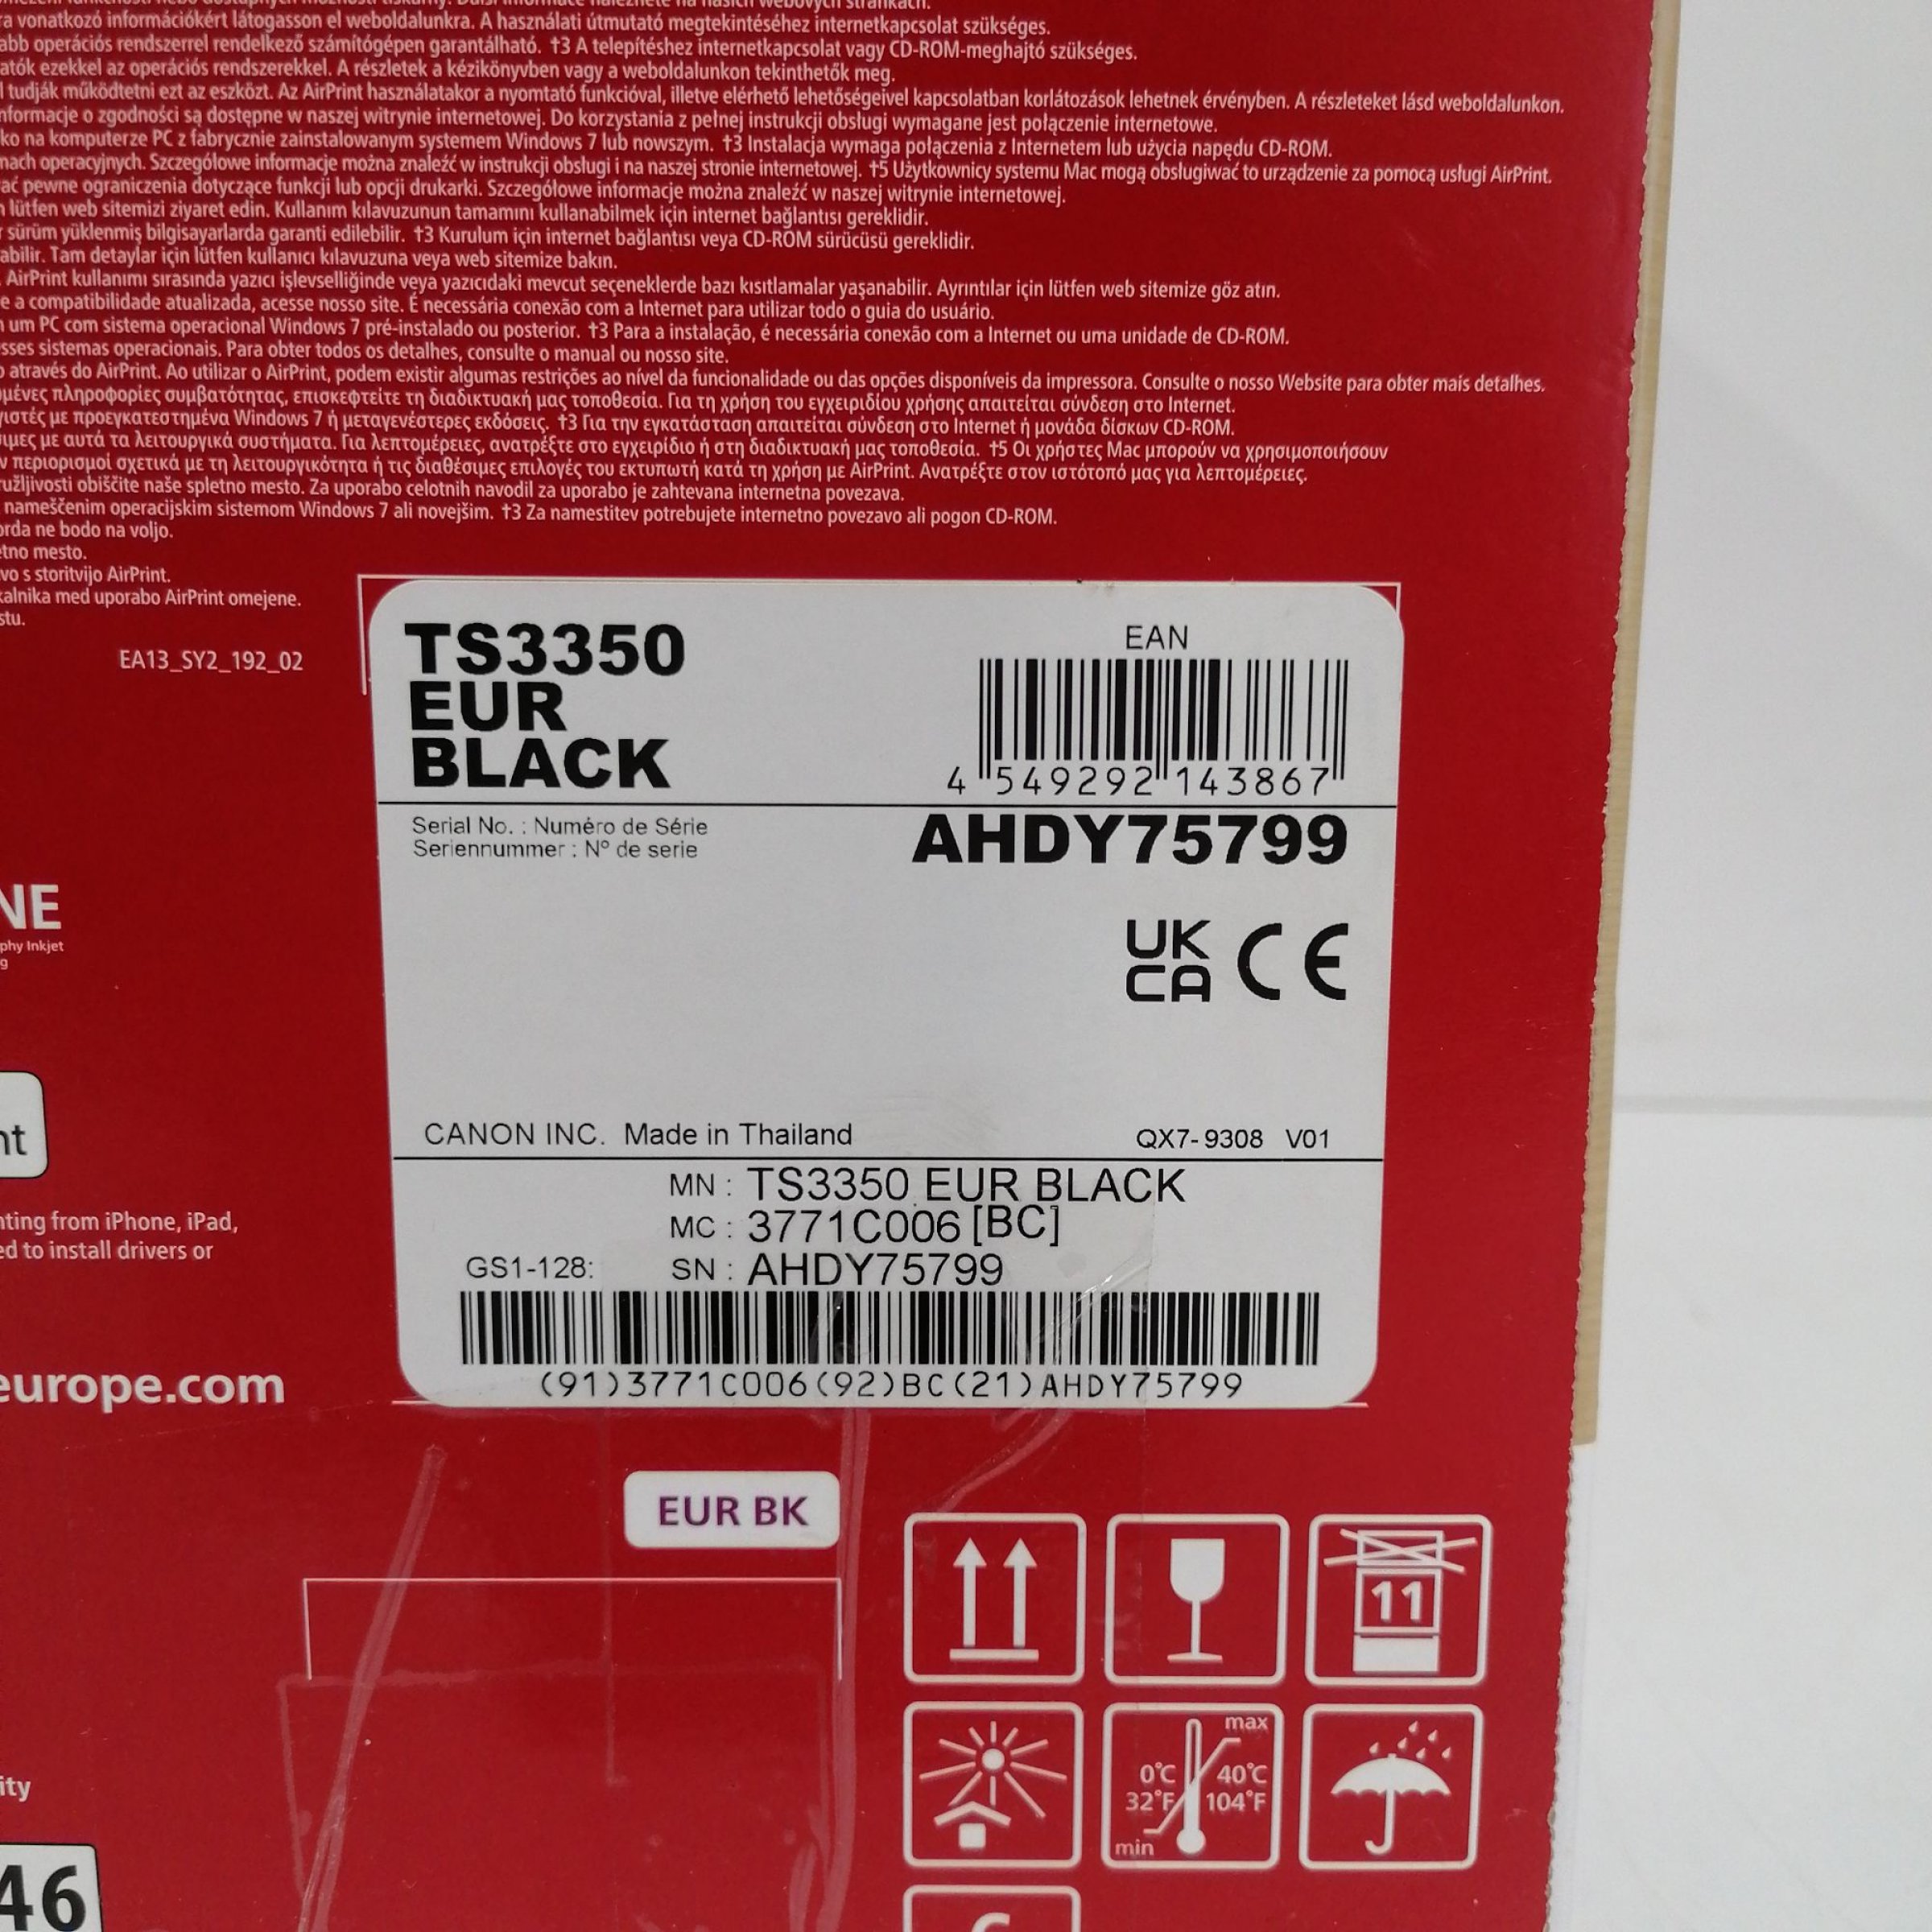 ra vonatkozó információkért látogasson el weboldalunkra. A használati útmutató megtekintéséhez internetkapcsolat szükséges.
abb operációs rendszerrel rendelkező számítógépen garantálható. †3 A telepítéshez internetkapcsolat vagy CD-ROM-meghajtó szükséges.
atók ezekkel az operációs rendszerekkel. A részletek a kézikönyvben vagy a weboldalunkon tekinthetők meg.
l tudják működtetni ezt az eszközt. Az AirPrint használatakor a nyomtató funkcióval, illetve elérhető lehetőségeivel kapcsolatban korlátozások lehetnek érvényben. A részleteket lásd weboldalunkon.
nformacje o zgodności są dostępne w naszej witrynie internetowej. Do korzystania z pełnej instrukcji obsługi wymagane jest połączenie internetowe.
ko na komputerze PC z fabrycznie zainstalowanym systemem Windows 7 lub nowszym. †3 Instalacja wymaga połączenia z Internetem lub użycia napędu CD-ROM.
mach operacyjnych. Szczegółowe informacje można znaleźć w instrukcji obsługi i na naszej stronie internetowej. †5 Użytkownicy systemu Mac mogą obsługiwać to urządzenie za pomocą usługi AirPrint.
ać pewne ograniczenia dotyczące funkcji lub opcji drukarki. Szczegółowe informacje można znaleźć w naszej witrynie internetowej.
n lütfen web sitemizi ziyaret edin. Kullanım kılavuzunun tamamını kullanabilmek için internet bağlantısı gereklidir.
r sürüm yüklenmiş bilgisayarlarda garanti edilebilir. †3 Kurulum için internet bağlantısı veya CD-ROM sürücüsü gereklidir.
abilir. Tam detaylar için lütfen kullanıcı kılavuzuna veya web sitemize bakın.
. AirPrint kullanımı sırasında yazıcı işlevselliğinde veya yazıcıdaki mevcut seçeneklerde bazı kısıtlamalar yaşanabilir. Ayrıntılar için lütfen web sitemize göz atın.
e a compatibilidade atualizada, acesse nosso site. É necessária conexão com a Internet para utilizar todo o guia do usuário.
m um PC com sistema operacional Windows 7 pré-instalado ou posterior. †3 Para a instalação, é necessária conexão com a Internet ou uma unidade de CD-ROM.
sses sistemas operacionais. Para obter todos os detalhes, consulte o manual ou nosso site.
o através do AirPrint. Ao utilizar o AirPrint, podem existir algumas restrições ao nível da funcionalidade ou das opções disponíveis da impressora. Consulte o nosso Website para obter mais detalhes.
μένες πληροφορίες συμβατότητας, επισκεφτείτε τη διαδικτυακή μας τοποθεσία. Για τη χρήση του εγχειριδίου χρήσης απαιτείται σύνδεση στο Internet.
γιστές με προεγκατεστημένα Windows 7 ή μεταγενέστερες εκδόσεις. †3 Για την εγκατάσταση απαιτείται σύνδεση στο Internet ή μονάδα δίσκων CD-ROM.
ιμες με αυτά τα λειτουργικά συστήματα. Για λεπτομέρειες, ανατρέξτε στο εγχειρίδιο ή στη διαδικτυακή μας τοποθεσία. †5 Οι χρήστες Mac μπορούν να χρησιμοποιήσουν
ν περιορισμοί σχετικά με τη λειτουργικότητα ή τις διαθέσιμες επιλογές του εκτυπωτή κατά τη χρήση με AirPrint. Ανατρέξτε στον ιστότοπό μας για λεπτομέρειες.
ružljivosti obiščite naše spletno mesto. Za uporabo celotnih navodil za uporabo je zahtevana internetna povezava.
nameščenim operacijskim sistemom Windows 7 ali novejšim. †3 Za namestitev potrebujete internetno povezavo ali pogon CD-ROM.
orda ne bodo na voljo.
etno mesto.
vo s storitvijo AirPrint.
kalnika med uporabo AirPrint omejene.
stu.
EA13_SY2_192_02
TS3350
EUR
BLACK
EAN
4 549292 143867
Serial No. : Numéro de Série
Seriennummer : Nº de serie
AHDY75799
NE
phy Inkjet
g
UK
CA CE
nt
CANON INC. Made in Thailand
QX7-9308 V01
MN : TS3350 EUR BLACK
MC : 3771C006 [BC]
GS1-128: SN : AHDY75799
(91)3771C006(92)BC(21)AHDY75799
nting from iPhone, iPad,
ed to install drivers or
europe.com
EUR BK
11
max
0°C 40°C
32°F 104°F
min
ity
46